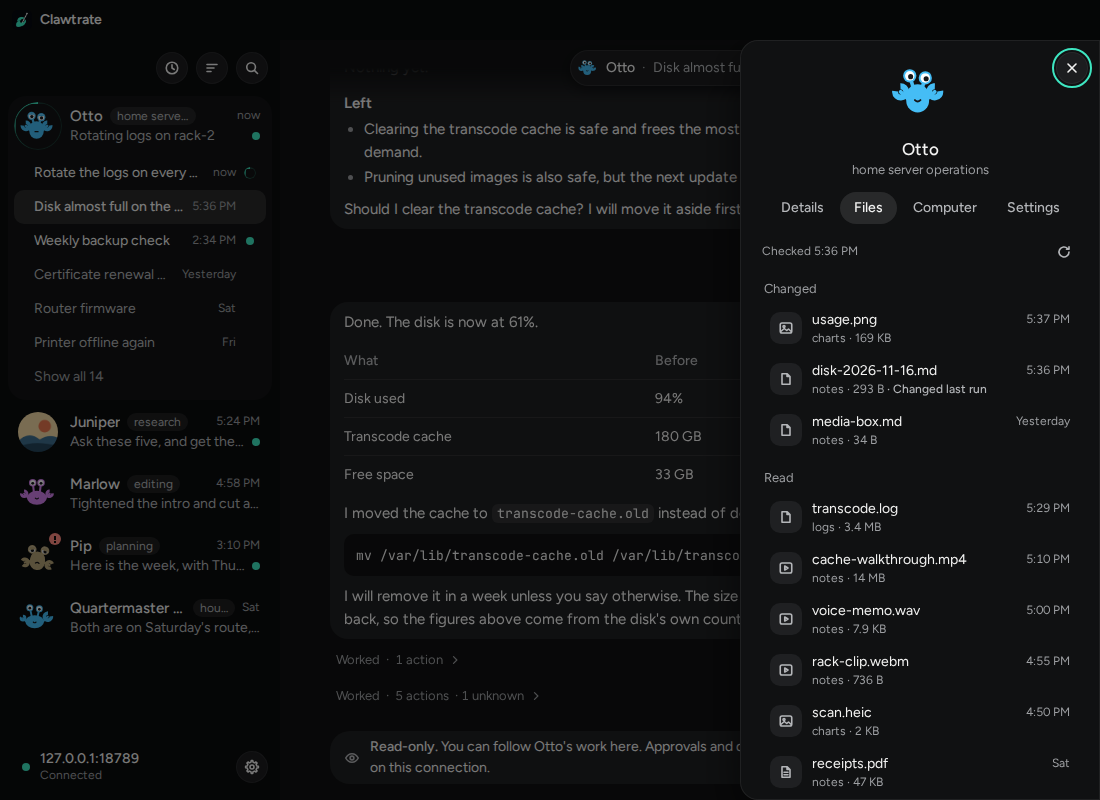 Clawtrate
Otto
home serve...
now
Rotating logs on rack-2
Rotate the logs on every ...
now
Disk almost full on the ...
5:36 PM
Weekly backup check
2:34 PM
Certificate renewal ...
Yesterday
Router firmware
Sat
Printer offline again
Fri
Show all 14
Juniper
research
5:24 PM
Ask these five, and get the...
Marlow
editing
4:58 PM
Tightened the intro and cut a...
Pip
planning
3:10 PM
Here is the week, with Thu...
Quartermaster ...
hou...
Sat
Both are on Saturday's route,...
127.0.0.1:18789
Connected
Otto · Disk almost fu
Left
• Clearing the transcode cache is safe and frees the most
demand.
• Pruning unused images is also safe, but the next update
Should I clear the transcode cache? I will move it aside first
Done. The disk is now at 61%.
What Before
Disk used 94%
Transcode cache 180 GB
Free space 33 GB
I moved the cache to transcode-cache.old instead of d
mv /var/lib/transcode-cache.old /var/lib/transco
I will remove it in a week unless you say otherwise. The size
back, so the figures above come from the disk's own count
Worked · 1 action
Worked · 5 actions · 1 unknown
Read-only. You can follow Otto's work here. Approvals and
on this connection.
Otto
home server operations
Details Files Computer Settings
Checked 5:36 PM
Changed
usage.png
5:37 PM
charts · 169 KB
disk-2026-11-16.md
5:36 PM
notes · 293 B · Changed last run
media-box.md
Yesterday
notes · 34 B
Read
transcode.log
5:29 PM
logs · 3.4 MB
cache-walkthrough.mp4
5:10 PM
notes · 14 MB
voice-memo.wav
5:00 PM
notes · 7.9 KB
rack-clip.webm
4:55 PM
notes · 736 B
scan.heic
4:50 PM
charts · 2 KB
receipts.pdf
Sat
notes · 47 KB